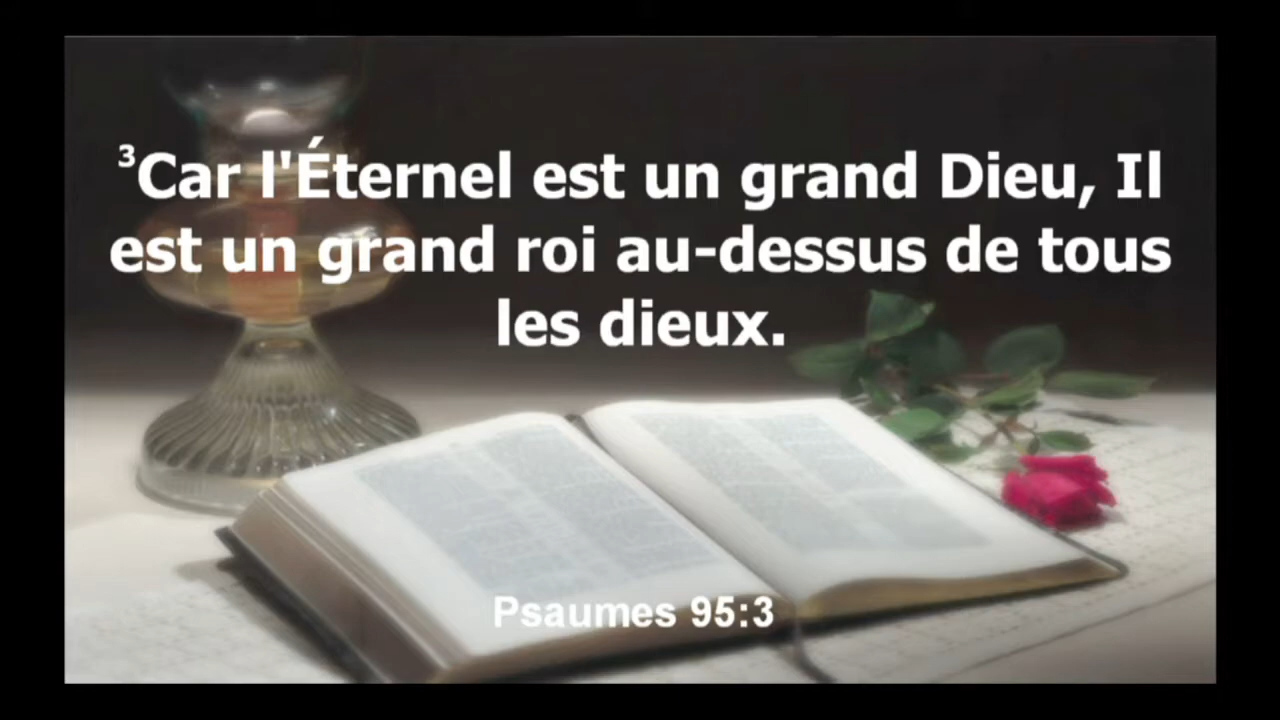 ³Car l'Éternel est un grand Dieu, Il
est un grand roi au-dessus de tous
les dieux.
Psaumes 95:3